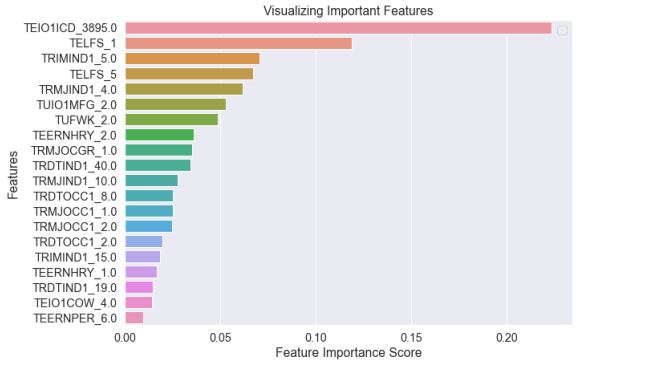 Visualizing Important Features
TEIO1ICD_3895.0
TELFS_1
TRIMIND1_5.0
TELFS_5
TRMJIND1_4.0
TUIO1MFG_2.0
TUFWK_2.0
TEERNHRY_2.0
TRMJOCGR_1.0
TRDTIND1_40.0
TRMJIND1_10.0
TRDTOCC1_8.0
TRMJOCC1_1.0
TRMJOCC1_2.0
TRDTOCC1_2.0
TRIMIND1_15.0
TEERNHRY_1.0
TRDTIND1_19.0
TEIO1COW_4.0
TEERNPER_6.0
Features
0.00 0.05 0.10 0.15 0.20
Feature Importance Score